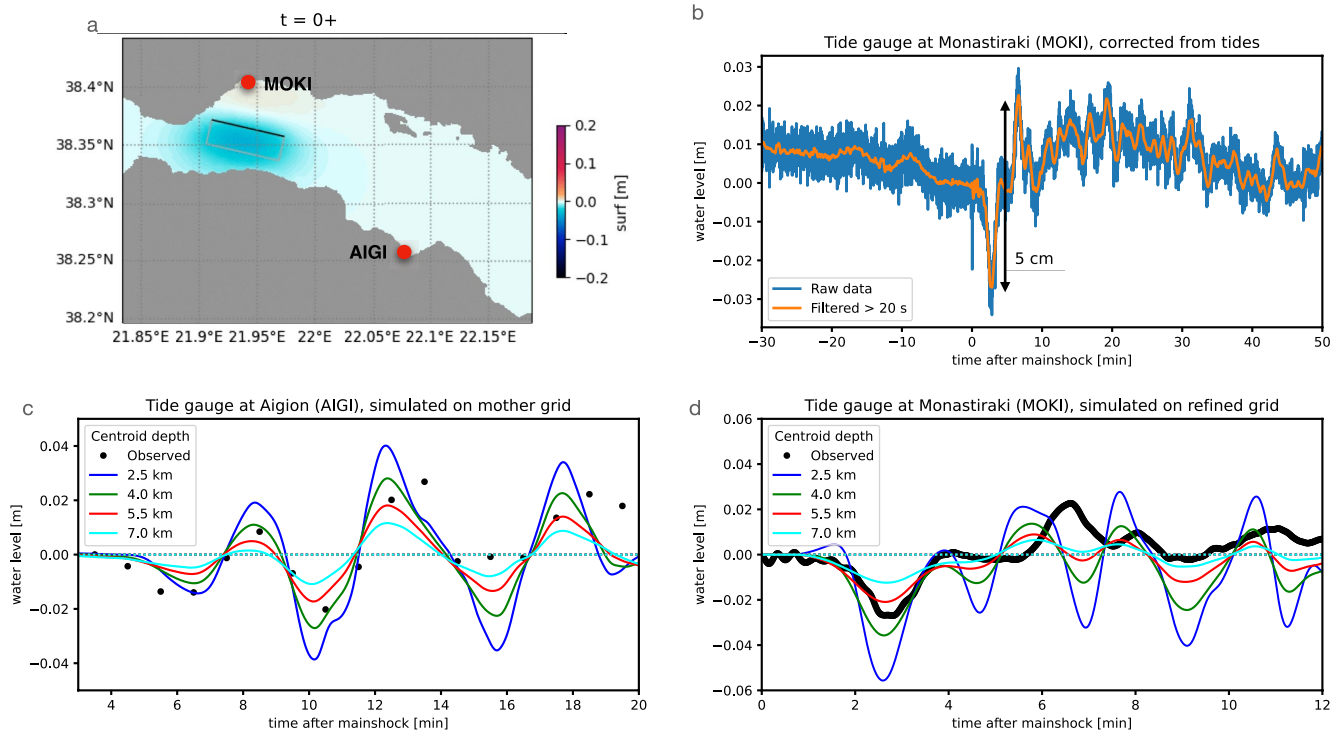 a
t = 0+
MOKI
AIGI
38.4°N
38.35°N
38.3°N
38.25°N
38.2°N
21.85°E 21.9°E 21.95°E 22°E 22.05°E 22.1°E 22.15°E
0.2
0.1
0.0
−0.1
−0.2
surf [m]
b
Tide gauge at Monastiraki (MOKI), corrected from tides
0.03
0.02
0.01
0.00
−0.01
−0.02
−0.03
water level [m]
5 cm
Raw data
Filtered > 20 s
−30 −20 −10 0 10 20 30 40 50
time after mainshock [min]
c
Tide gauge at Aigion (AIGI), simulated on mother grid
Centroid depth
Observed
2.5 km
4.0 km
5.5 km
7.0 km
0.04
0.02
0.00
−0.02
−0.04
water level [m]
4 6 8 10 12 14 16 18 20
time after mainshock [min]
d
Tide gauge at Monastiraki (MOKI), simulated on refined grid
Centroid depth
Observed
2.5 km
4.0 km
5.5 km
7.0 km
0.06
0.04
0.02
0.00
−0.02
−0.04
−0.06
water level [m]
0 2 4 6 8 10 12
time after mainshock [min]